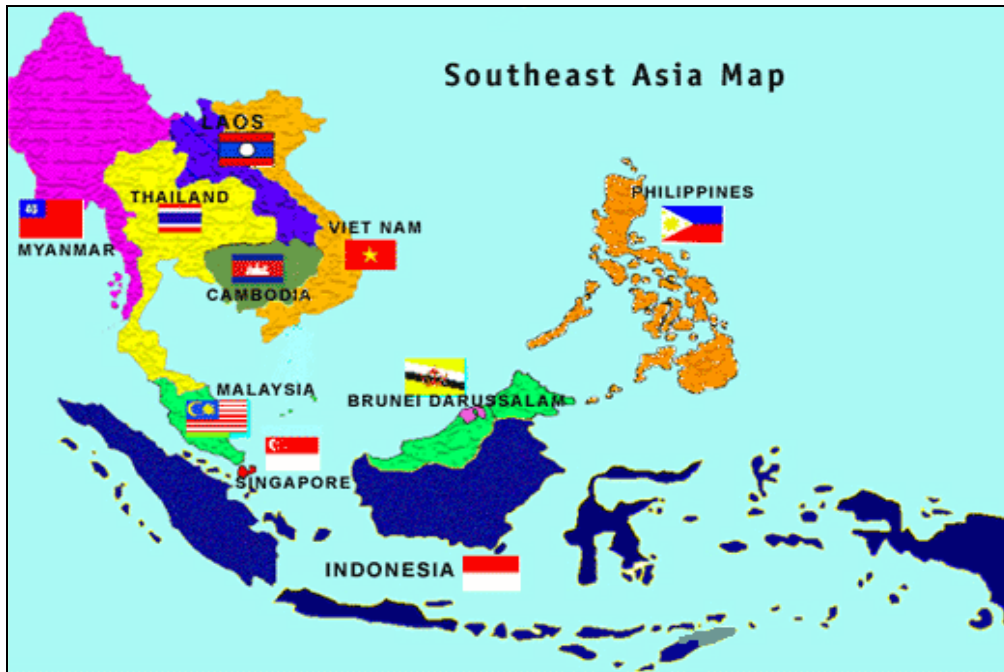 Southeast Asia Map
LAOS
THAILAND
PHILIPPINES
VIET NAM
MYANMAR
CAMBODIA
MALAYSIA
BRUNEI DARUSSALAM
SINGAPORE
INDONESIA